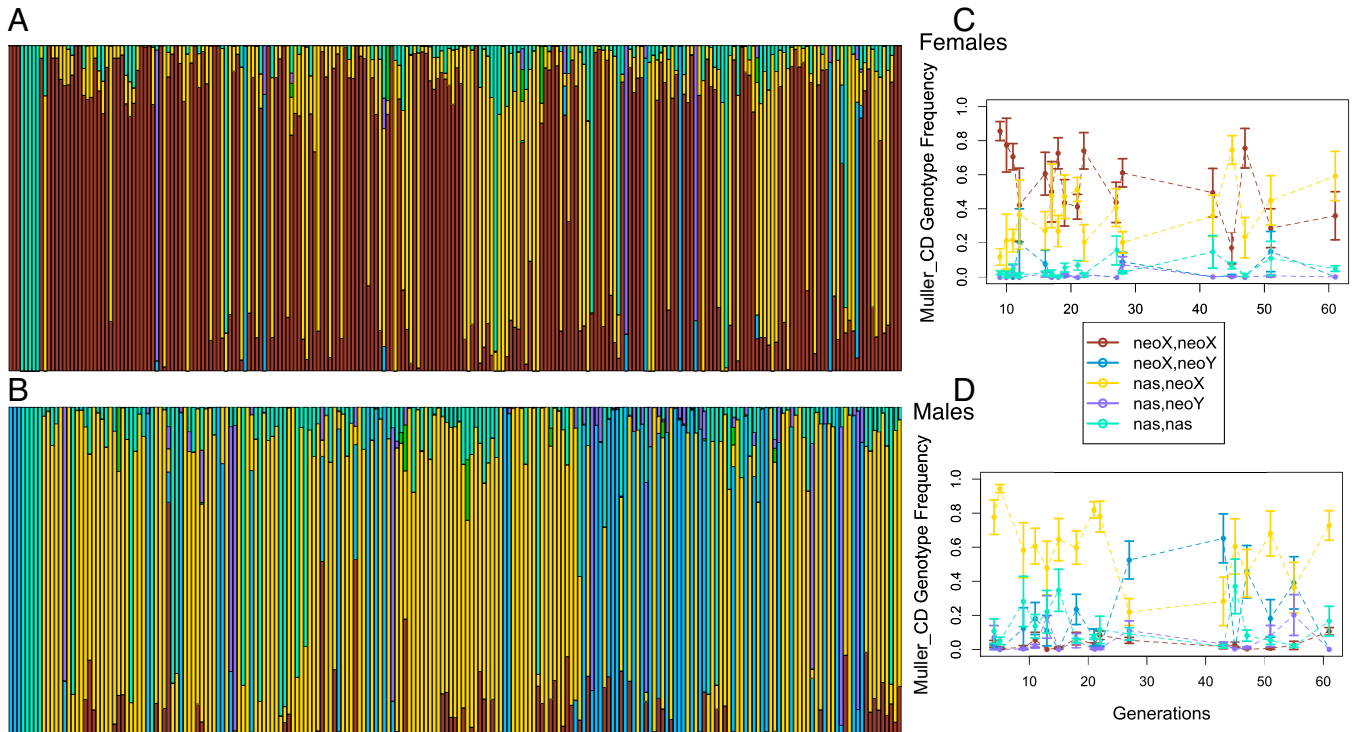 A
B
C
Females
Muller_CD Genotype Frequency
1.0
0.8
0.6
0.4
0.2
0.0
10 20 30 40 50 60
neoX,neoX
neoX,neoY
nas,neoX
nas,neoY
nas,nas
D
Males
Muller_CD Genotype Frequency
1.0
0.8
0.6
0.4
0.2
0.0
10 20 30 40 50 60
Generations